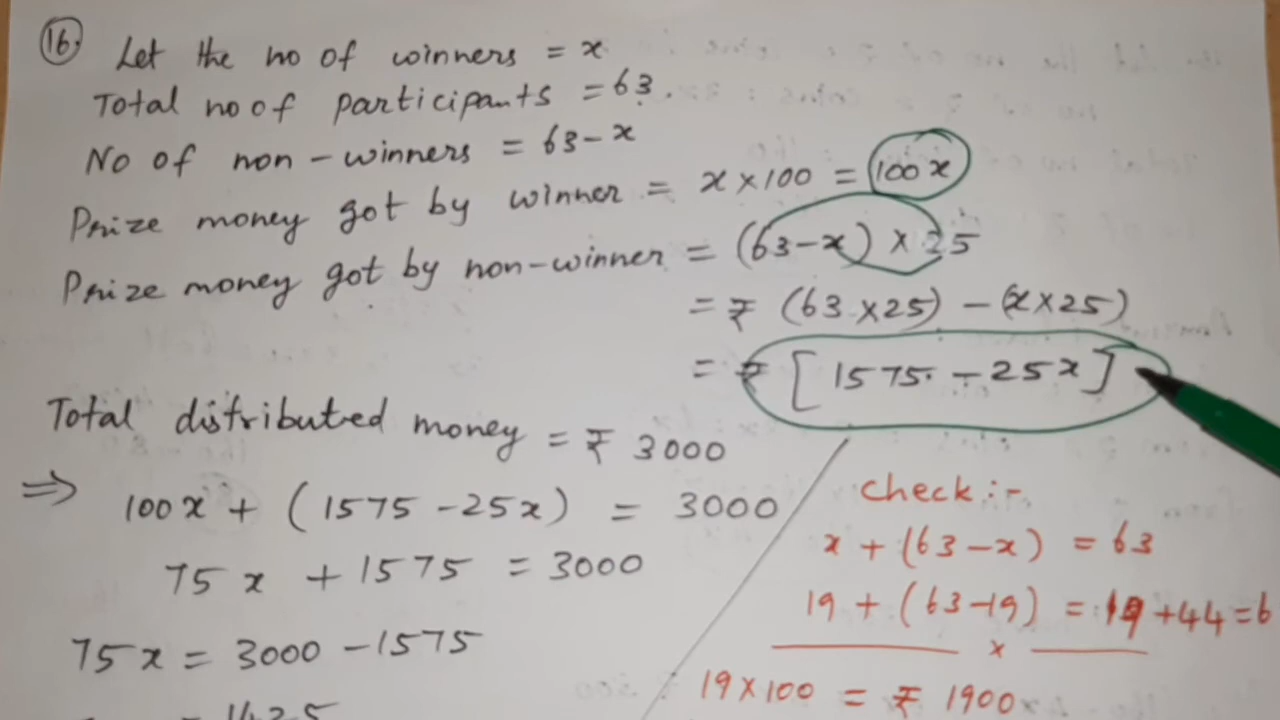 16.
Let the no of winners = x
Total no of participants = 63.
No of non-winners = 63-x
Prize money got by winner = x × 100 = 100 x
Prize money got by non-winner = (63-x) × 25
= ₹ (63 × 25) - (x × 25)
= ₹ [1575 - 25x]
Total distributed money = ₹ 3000
⇒ 100x + (1575 - 25x) = 3000
75 x + 1575 = 3000
75x = 3000 - 1575
= 1425
Check :-
x + (63-x) = 63
19 + (63-19) = 19 + 44 = 6
x
19 × 100 = ₹ 1900